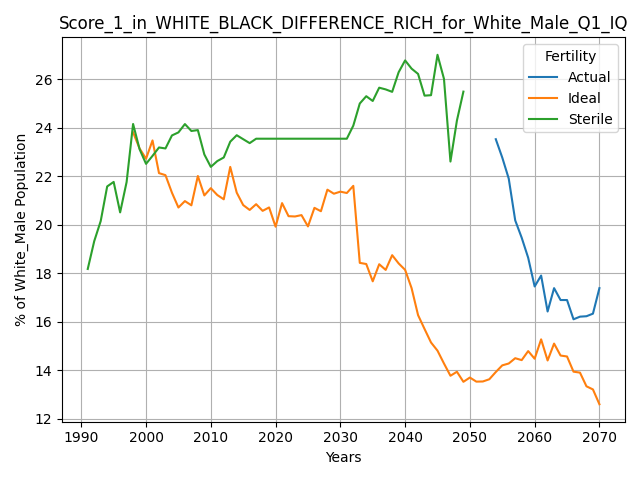 Score_1_in_WHITE_BLACK_DIFFERENCE_RICH_for_White_Male_Q1_IQ
Fertility
Actual
Ideal
Sterile
% of White_Male Population
26
24
22
20
18
16
14
12
1990 2000 2010 2020 2030 2040 2050 2060 2070
Years